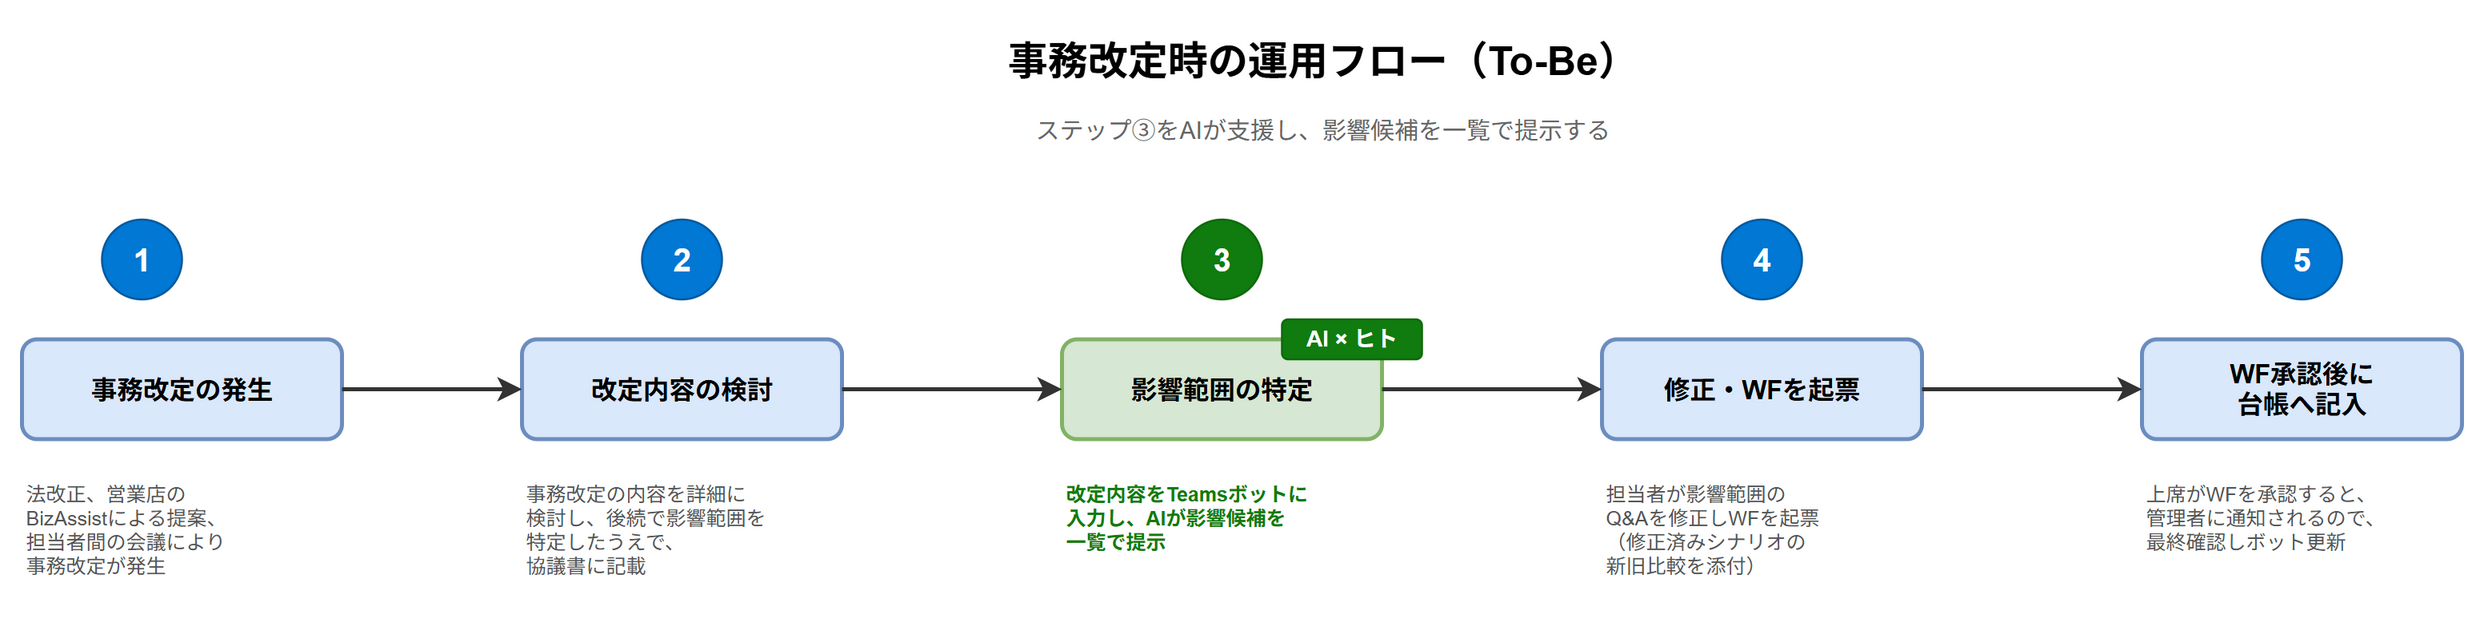 事務改定時の運用フロー（To-Be）
ステップ③をAIが支援し、影響候補を一覧で提示する
1
2
3
4
5
AI × ヒト
事務改定の発生
改定内容の検討
影響範囲の特定
修正・WFを起票
WF承認後に
台帳へ記入
法改正、営業店の
BizAssistによる提案、
担当者間の会議により
事務改定が発生
事務改定の内容を詳細に
検討し、後続で影響範囲を
特定したうえで、
協議書に記載
改定内容をTeamsボットに
入力し、AIが影響候補を
一覧で提示
担当者が影響範囲の
Q&Aを修正しWFを起票
（修正済みシナリオの
新旧比較を添付）
上席がWFを承認すると、
管理者に通知されるので、
最終確認しボット更新